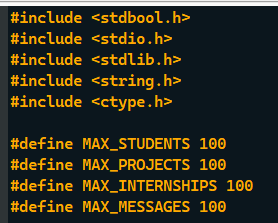 #include <stdbool.h>
#include <stdio.h>
#include <stdlib.h>
#include <string.h>
#include <ctype.h>

#define MAX_STUDENTS 100
#define MAX_PROJECTS 100
#define MAX_INTERNSHIPS 100
#define MAX_MESSAGES 100